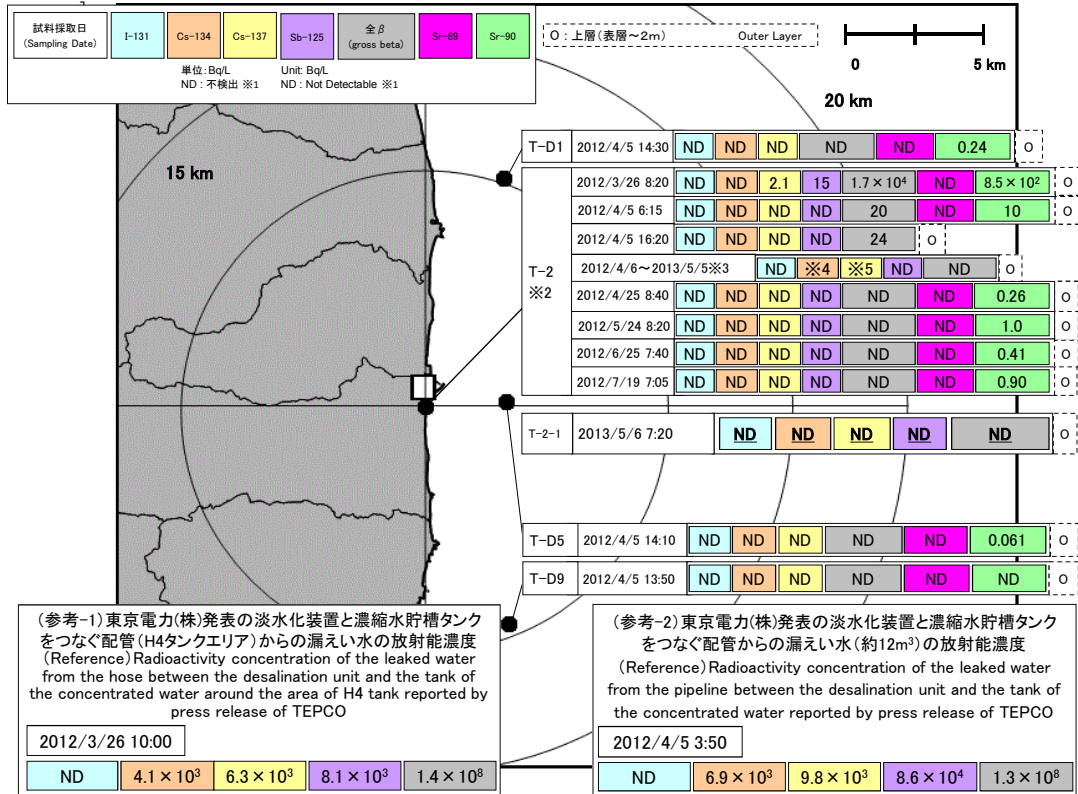 試料採取日
(Sampling Date)
I-131
Cs-134
Cs-137
Sb-125
全β
(gross beta)
Sr-89
Sr-90
単位:Bq/L Unit: Bq/L
ND : 不検出 ※1 ND : Not Detectable ※1
O : 上層(表層~2m) Outer Layer
0 5 km
20 km
15 km
T-D1 2012/4/5 14:30 ND ND ND ND ND 0.24 O
T-2
※2
2012/3/26 8:20 ND ND 2.1 15 1.7×10⁴ ND 8.5×10² O
2012/4/5 6:15 ND ND ND ND 20 ND 10 O
2012/4/5 16:20 ND ND ND ND 24 O
2012/4/6~2013/5/5※3 ND ※4 ※5 ND ND O
2012/4/25 8:40 ND ND ND ND ND ND 0.26 O
2012/5/24 8:20 ND ND ND ND ND ND 1.0 O
2012/6/25 7:40 ND ND ND ND ND ND 0.41 O
2012/7/19 7:05 ND ND ND ND ND ND 0.90 O
T-2-1 2013/5/6 7:20 ND ND ND ND ND O
T-D5 2012/4/5 14:10 ND ND ND ND ND 0.061 O
T-D9 2012/4/5 13:50 ND ND ND ND ND ND O
(参考-1)東京電力(株)発表の淡水化装置と濃縮水貯槽タンク
をつなぐ配管(H4タンクエリア)からの漏えい水の放射能濃度
(Reference)Radioactivity concentration of the leaked water
from the hose between the desalination unit and the tank of
the concentrated water around the area of H4 tank reported by
press release of TEPCO
2012/3/26 10:00
ND 4.1×10³ 6.3×10³ 8.1×10³ 1.4×10⁸
(参考-2)東京電力(株)発表の淡水化装置と濃縮水貯槽タンク
をつなぐ配管からの漏えい水(約12m³)の放射能濃度
(Reference)Radioactivity concentration of the leaked water
from the pipeline between the desalination unit and the tank of
the concentrated water reported by press release of TEPCO
2012/4/5 3:50
ND 6.9×10³ 9.8×10³ 8.6×10⁴ 1.3×10⁸